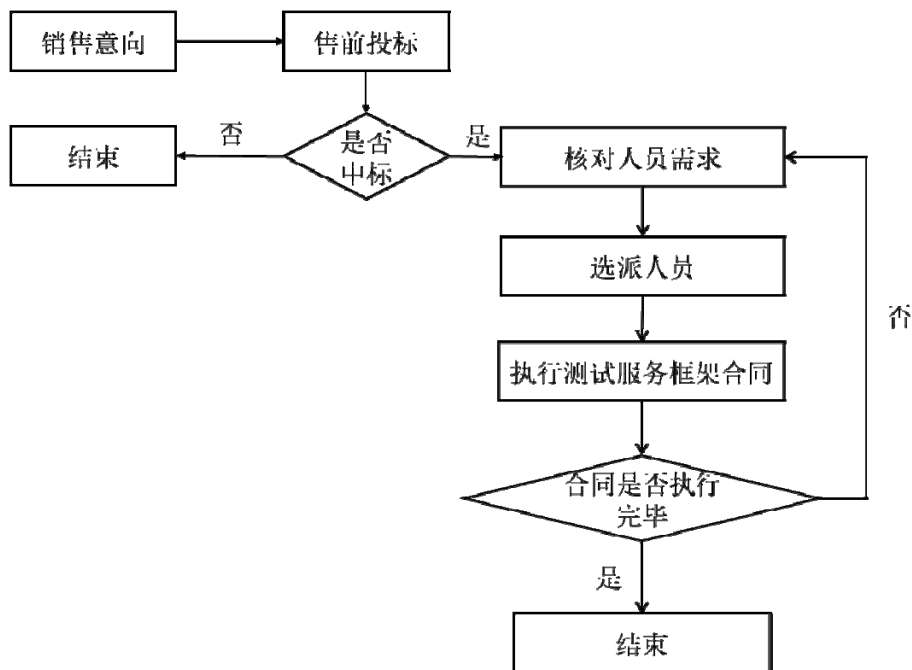 销售意向
售前投标
结束
否
是否
中标
是
核对人员需求
选派人员
否
执行测试服务框架合同
合同是否执行
完毕
是
结束